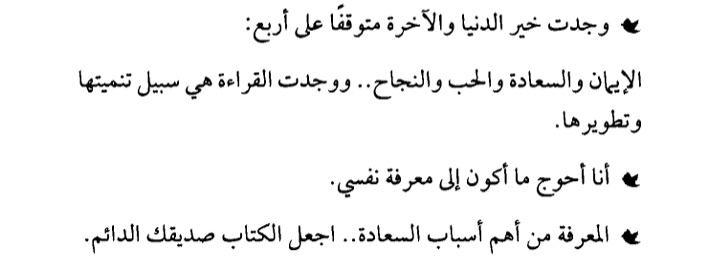 وجدت خير الدنيا والآخرة متوقفًا على أربع:
الإيمان والسعادة والحب والنجاح.. ووجدت القراءة هي سبيل تنميتها
وتطويرها.
أنا أحوج ما أكون إلى معرفة نفسي.
المعرفة من أهم أسباب السعادة.. اجعل الكتاب صديقك الدائم.